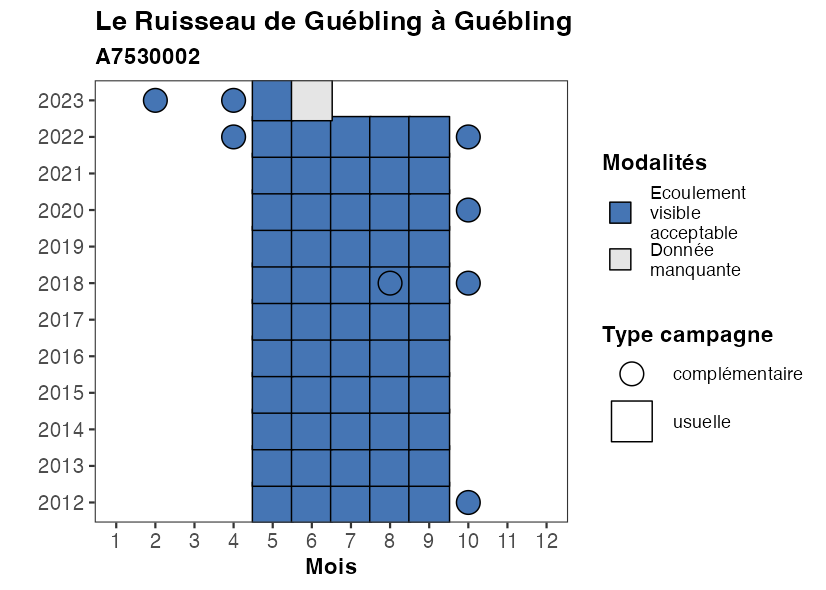 Le Ruisseau de Guébling à Guébling
A7530002
2023
2022
2021
2020
2019
2018
2017
2016
2015
2014
2013
2012
1 2 3 4 5 6 7 8 9 10 11 12
Mois
Modalités
Ecoulement
visible
acceptable
Donnée
manquante
Type campagne
complémentaire
usuelle